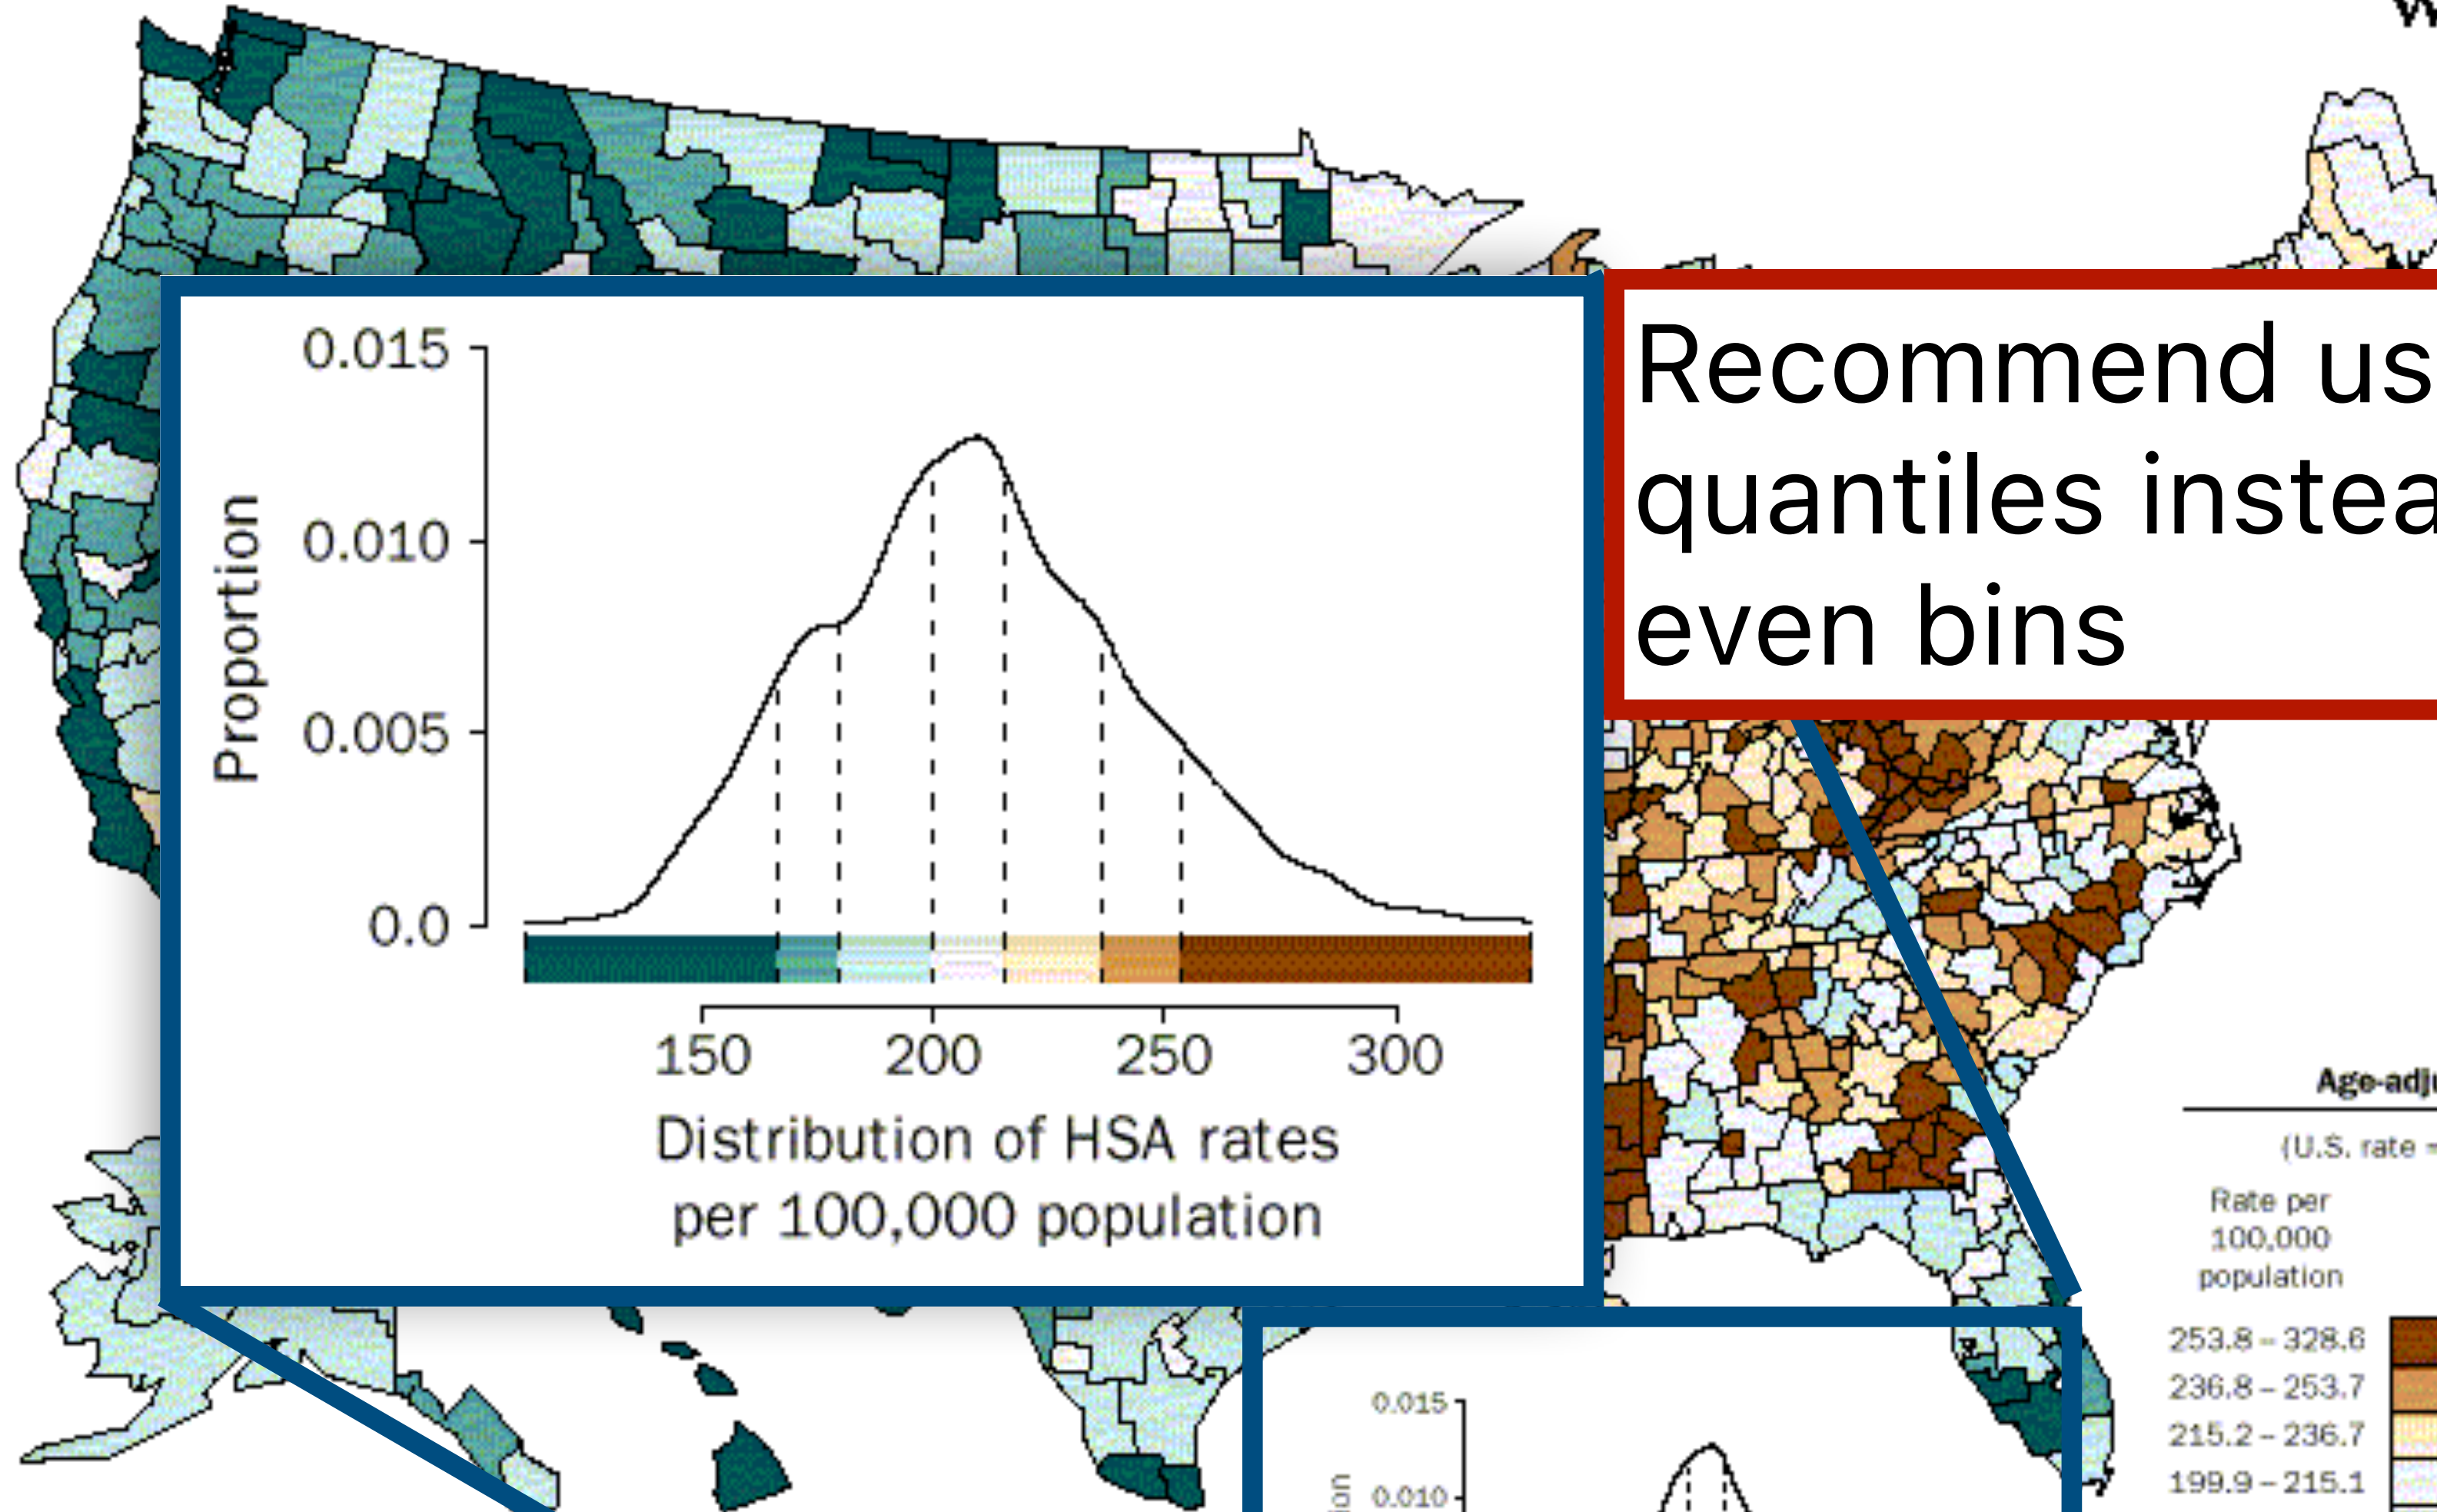 0.015
0.010
0.005
0.0
Proportion
150 200 250 300
Distribution of HSA rates
per 100,000 population
Recommend us
quantiles instea
even bins
Age-adju
(U.S. rate =
Rate per
100,000
population
253.8 – 328.6
236.8 – 253.7
215.2 – 236.7
199.9 – 215.1
0.015
0.010